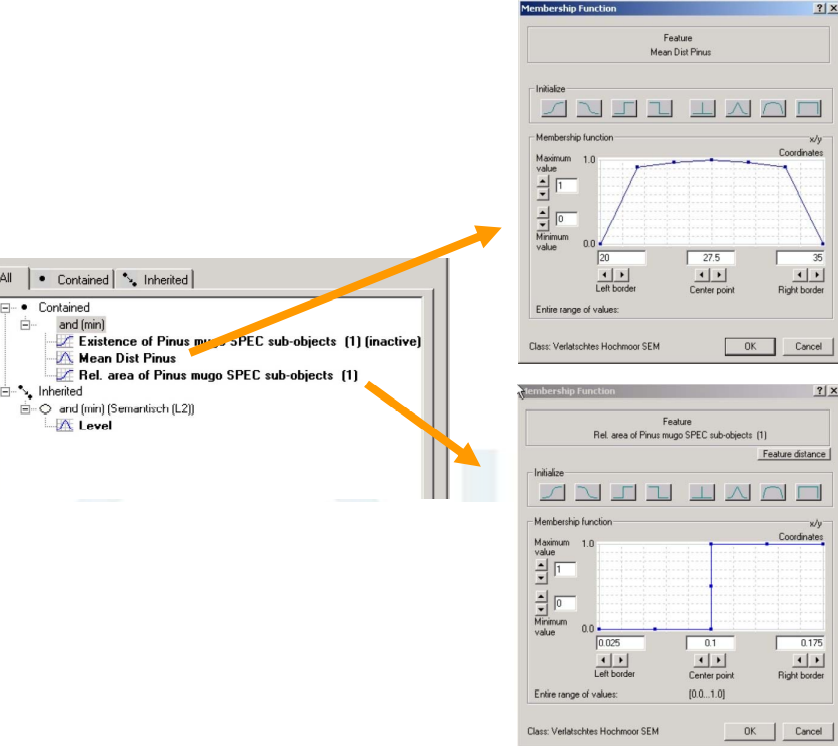 Membership Function
Feature
Mean Dist Pinus
Initialize
Membership function
x/y
Coordinates
Maximum
value
1.0
1
0
Minimum
value
0.0
20
27.5
35
Left border
Center point
Right border
Entire range of values:
Class: Verlatschtes Hochmoor SEM
OK
Cancel
All
Contained
Inherited
Contained
and (min)
Existence of Pinus mugo SPEC sub-objects (1) (inactive)
Mean Dist Pinus
Rel. area of Pinus mugo SPEC sub-objects (1)
Inherited
and (min) (Semantisch (L2))
Level
Membership Function
Feature
Rel. area of Pinus mugo SPEC sub-objects (1)
Feature distance
Initialize
Membership function
x/y
Coordinates
Maximum
value
1.0
1
0
Minimum
value
0.0
0.025
0.1
0.175
Left border
Center point
Right border
Entire range of values:
[0.0...1.0]
Class: Verlatschtes Hochmoor SEM
OK
Cancel